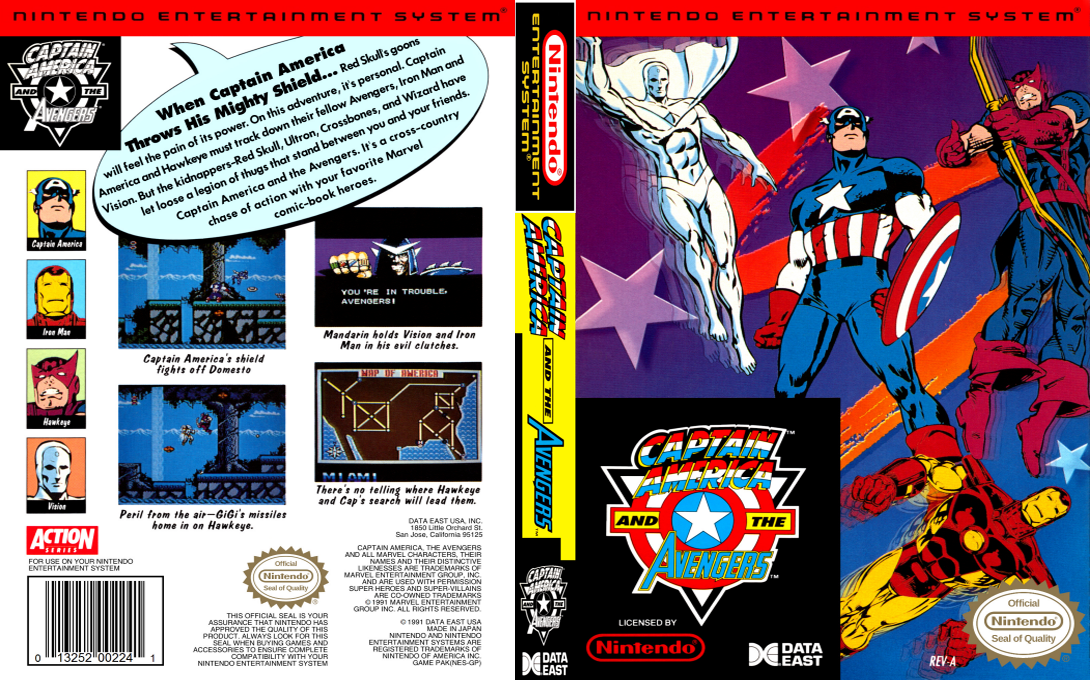 NINTENDO ENTERTAINMENT SYSTEM®
CAPTAIN
AMERICA
AND THE
AVENGERS
When Captain America
Throws His Mighty Shield... Red Skull's goons
will feel the pain of its power. On this adventure, it's personal. Captain
America and Hawkeye must track down their fellow Avengers, Iron Man and
Vision. But the kidnappers-Red Skull, Ultron, Crossbones, and Wizard have
let loose a legion of thugs that stand between you and your friends.
Captain America and the Avengers. It's a cross-country
chase of action with your favorite Marvel
comic-book heroes.
Captain America
Iron Man
Hawkeye
Vision
Captain America's shield
fights off Domesto
YOU'RE IN TROUBLE,
AVENGERS!
Mandarin holds Vision and Iron
Man in his evil clutches.
Peril from the air—GiGi's missiles
home in on Hawkeye.
MAP OF AMERICA
MIAMI
There's no telling where Hawkeye
and Cap's search will lead them.
ACTION
SERIES
FOR USE ON YOUR NINTENDO
ENTERTAINMENT SYSTEM
0 13252 00224 1
Official
Nintendo
Seal of Quality
THIS OFFICIAL SEAL IS YOUR
ASSURANCE THAT NINTENDO HAS
APPROVED THE QUALITY OF THIS
PRODUCT. ALWAYS LOOK FOR THIS
SEAL WHEN BUYING GAMES AND
ACCESSORIES TO ENSURE COMPLETE
COMPATIBILITY WITH YOUR
NINTENDO ENTERTAINMENT SYSTEM
DATA EAST USA, INC.
1850 Little Orchard St.
San Jose, California 95125
CAPTAIN AMERICA, THE AVENGERS
AND ALL MARVEL CHARACTERS, THEIR
NAMES AND THEIR DISTINCTIVE
LIKENESSES ARE TRADEMARKS OF
MARVEL ENTERTAINMENT GROUP, INC.
AND ARE USED WITH PERMISSION
SUPER HEROES AND SUPER-VILLAINS
ARE CO-OWNED TRADEMARKS
© 1991 MARVEL ENTERTAINMENT
GROUP INC. ALL RIGHTS RESERVED.
© 1991 DATA EAST USA
MADE IN JAPAN
NINTENDO AND NINTENDO
ENTERTAINMENT SYSTEMS ARE
REGISTERED TRADEMARKS OF
NINTENDO OF AMERICA INC.
GAME PAK(NES-GP)
Nintendo®
ENTERTAINMENT
SYSTEM®
CAPTAIN
AMERICA
AND THE
AVENGERS™
CAPTAIN
AMERICA
AND THE
AVENGERS
DATA
EAST
NINTENDO ENTERTAINMENT SYSTEM®
CAPTAIN™
AMERICA
AND THE
AVENGERS™
LICENSED BY
Nintendo®
DATA
EAST
REV-A
Official
Nintendo
Seal of Quality